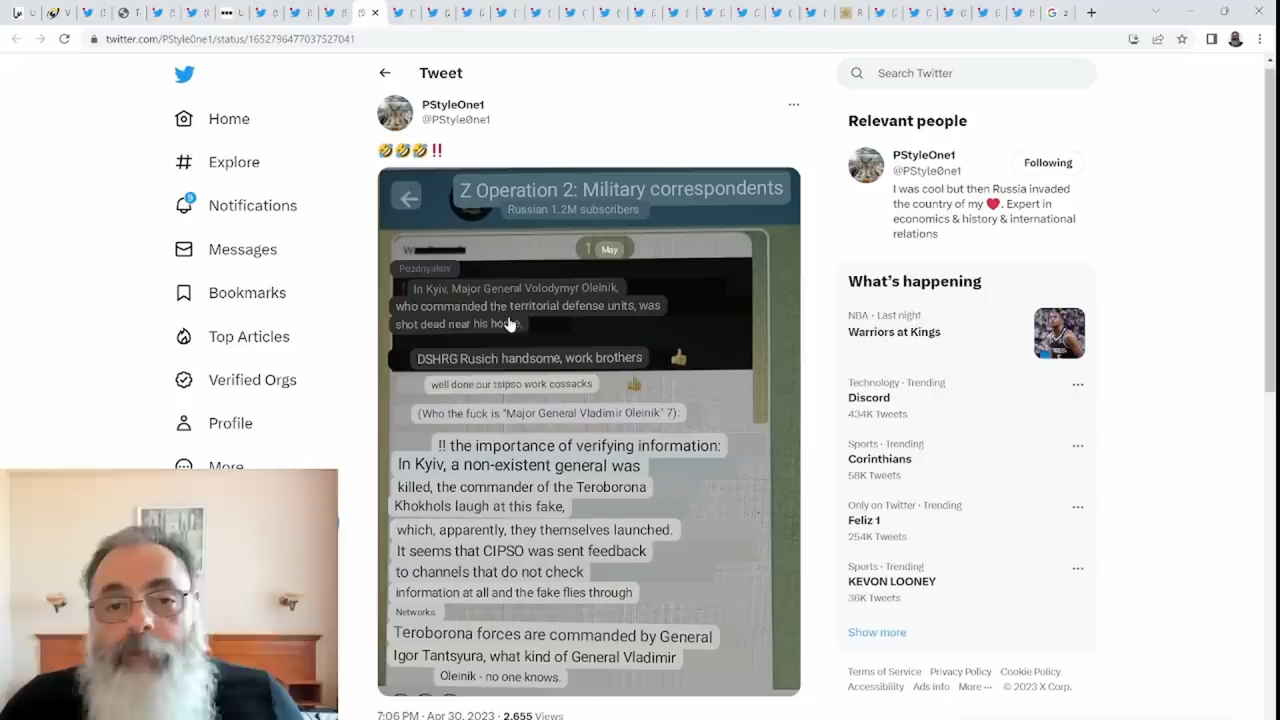 twitter.com/PStyle0ne1/status/1652796477037527041
Home
Explore
9
Notifications
Messages
Bookmarks
Top Articles
Verified Orgs
Profile
More
Tweet
PStyleOne1
@PStyle0ne1
🤣🤣🤣‼️
Z Operation 2: Military correspondents
Russian 1.2M subscribers
1 May
Pozdnyakov
In Kyiv, Major General Volodymyr Oleinik,
who commanded the territorial defense units, was
shot dead near his home.
DSHRG Rusich handsome, work brothers 👍
well done our tsipso work cossacks 👍
(Who the fuck is "Major General Vladimir Oleinik" 7):
!! the importance of verifying information:
In Kyiv, a non-existent general was
killed, the commander of the Teroborona
Khokhols laugh at this fake,
which, apparently, they themselves launched.
It seems that CIPSO was sent feedback
to channels that do not check
information at all and the fake flies through
Networks.
Teroborona forces are commanded by General
Igor Tantsyura, what kind of General Vladimir
Oleinik - no one knows.
7:06 PM · Apr 30, 2023 · 2,655 Views
Search Twitter
Relevant people
PStyleOne1
@PStyle0ne1
Following
I was cool but then Russia invaded
the country of my ❤️. Expert in
economics & history & international
relations
What's happening
NBA · Last night
Warriors at Kings
Technology · Trending
Discord
434K Tweets
Sports · Trending
Corinthians
58K Tweets
Only on Twitter · Trending
Feliz 1
254K Tweets
Sports · Trending
KEVON LOONEY
36K Tweets
Show more
Terms of Service Privacy Policy Cookie Policy
Accessibility Ads info More ··· © 2023 X Corp.